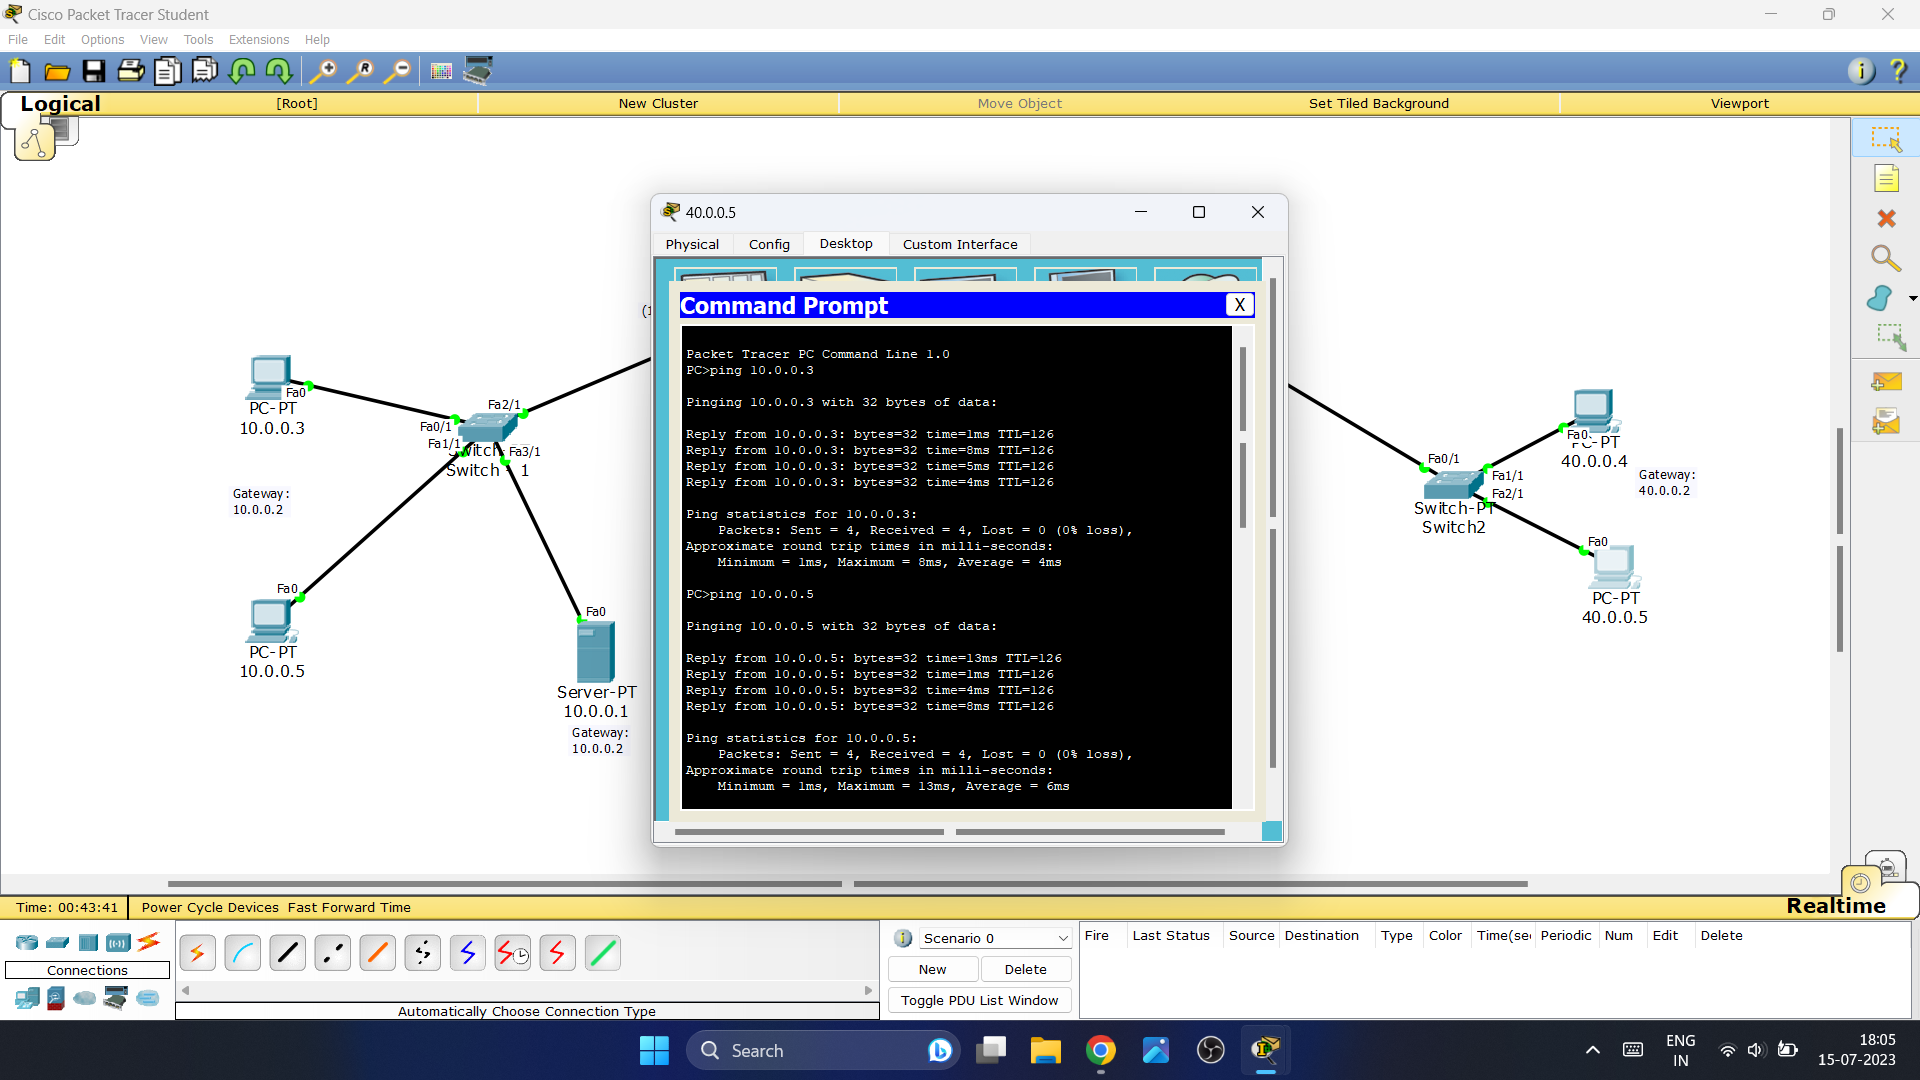 Cisco Packet Tracer Student
File Edit Options View Tools Extensions Help
Logical [Root] New Cluster Move Object Set Tiled Background Viewport
40.0.0.5
Physical Config Desktop Custom Interface
Command Prompt X
Packet Tracer PC Command Line 1.0
PC>ping 10.0.0.3
Pinging 10.0.0.3 with 32 bytes of data:
Reply from 10.0.0.3: bytes=32 time=1ms TTL=126
Reply from 10.0.0.3: bytes=32 time=8ms TTL=126
Reply from 10.0.0.3: bytes=32 time=5ms TTL=126
Reply from 10.0.0.3: bytes=32 time=4ms TTL=126
Ping statistics for 10.0.0.3:
Packets: Sent = 4, Received = 4, Lost = 0 (0% loss),
Approximate round trip times in milli-seconds:
Minimum = 1ms, Maximum = 8ms, Average = 4ms
PC>ping 10.0.0.5
Pinging 10.0.0.5 with 32 bytes of data:
Reply from 10.0.0.5: bytes=32 time=13ms TTL=126
Reply from 10.0.0.5: bytes=32 time=1ms TTL=126
Reply from 10.0.0.5: bytes=32 time=4ms TTL=126
Reply from 10.0.0.5: bytes=32 time=8ms TTL=126
Ping statistics for 10.0.0.5:
Packets: Sent = 4, Received = 4, Lost = 0 (0% loss),
Approximate round trip times in milli-seconds:
Minimum = 1ms, Maximum = 13ms, Average = 6ms
Fa0
PC-PT
10.0.0.3
Fa2/1
Fa0/1
Fa1/1
Fa3/1
Switch 1
Gateway:
10.0.0.2
Fa0
PC-PT
10.0.0.5
Fa0
Server-PT
10.0.0.1
Gateway:
10.0.0.2
Fa0/1
Fa1/1
Fa2/1
Switch-PT
Switch2
Fa0
PC-PT
40.0.0.4
Gateway:
40.0.0.2
Fa0
PC-PT
40.0.0.5
Time: 00:43:41 Power Cycle Devices Fast Forward Time Realtime
Connections
Automatically Choose Connection Type
Scenario 0
New Delete
Toggle PDU List Window
Fire Last Status Source Destination Type Color Time(sec Periodic Num Edit Delete
Search
ENG
IN
18:05
15-07-2023